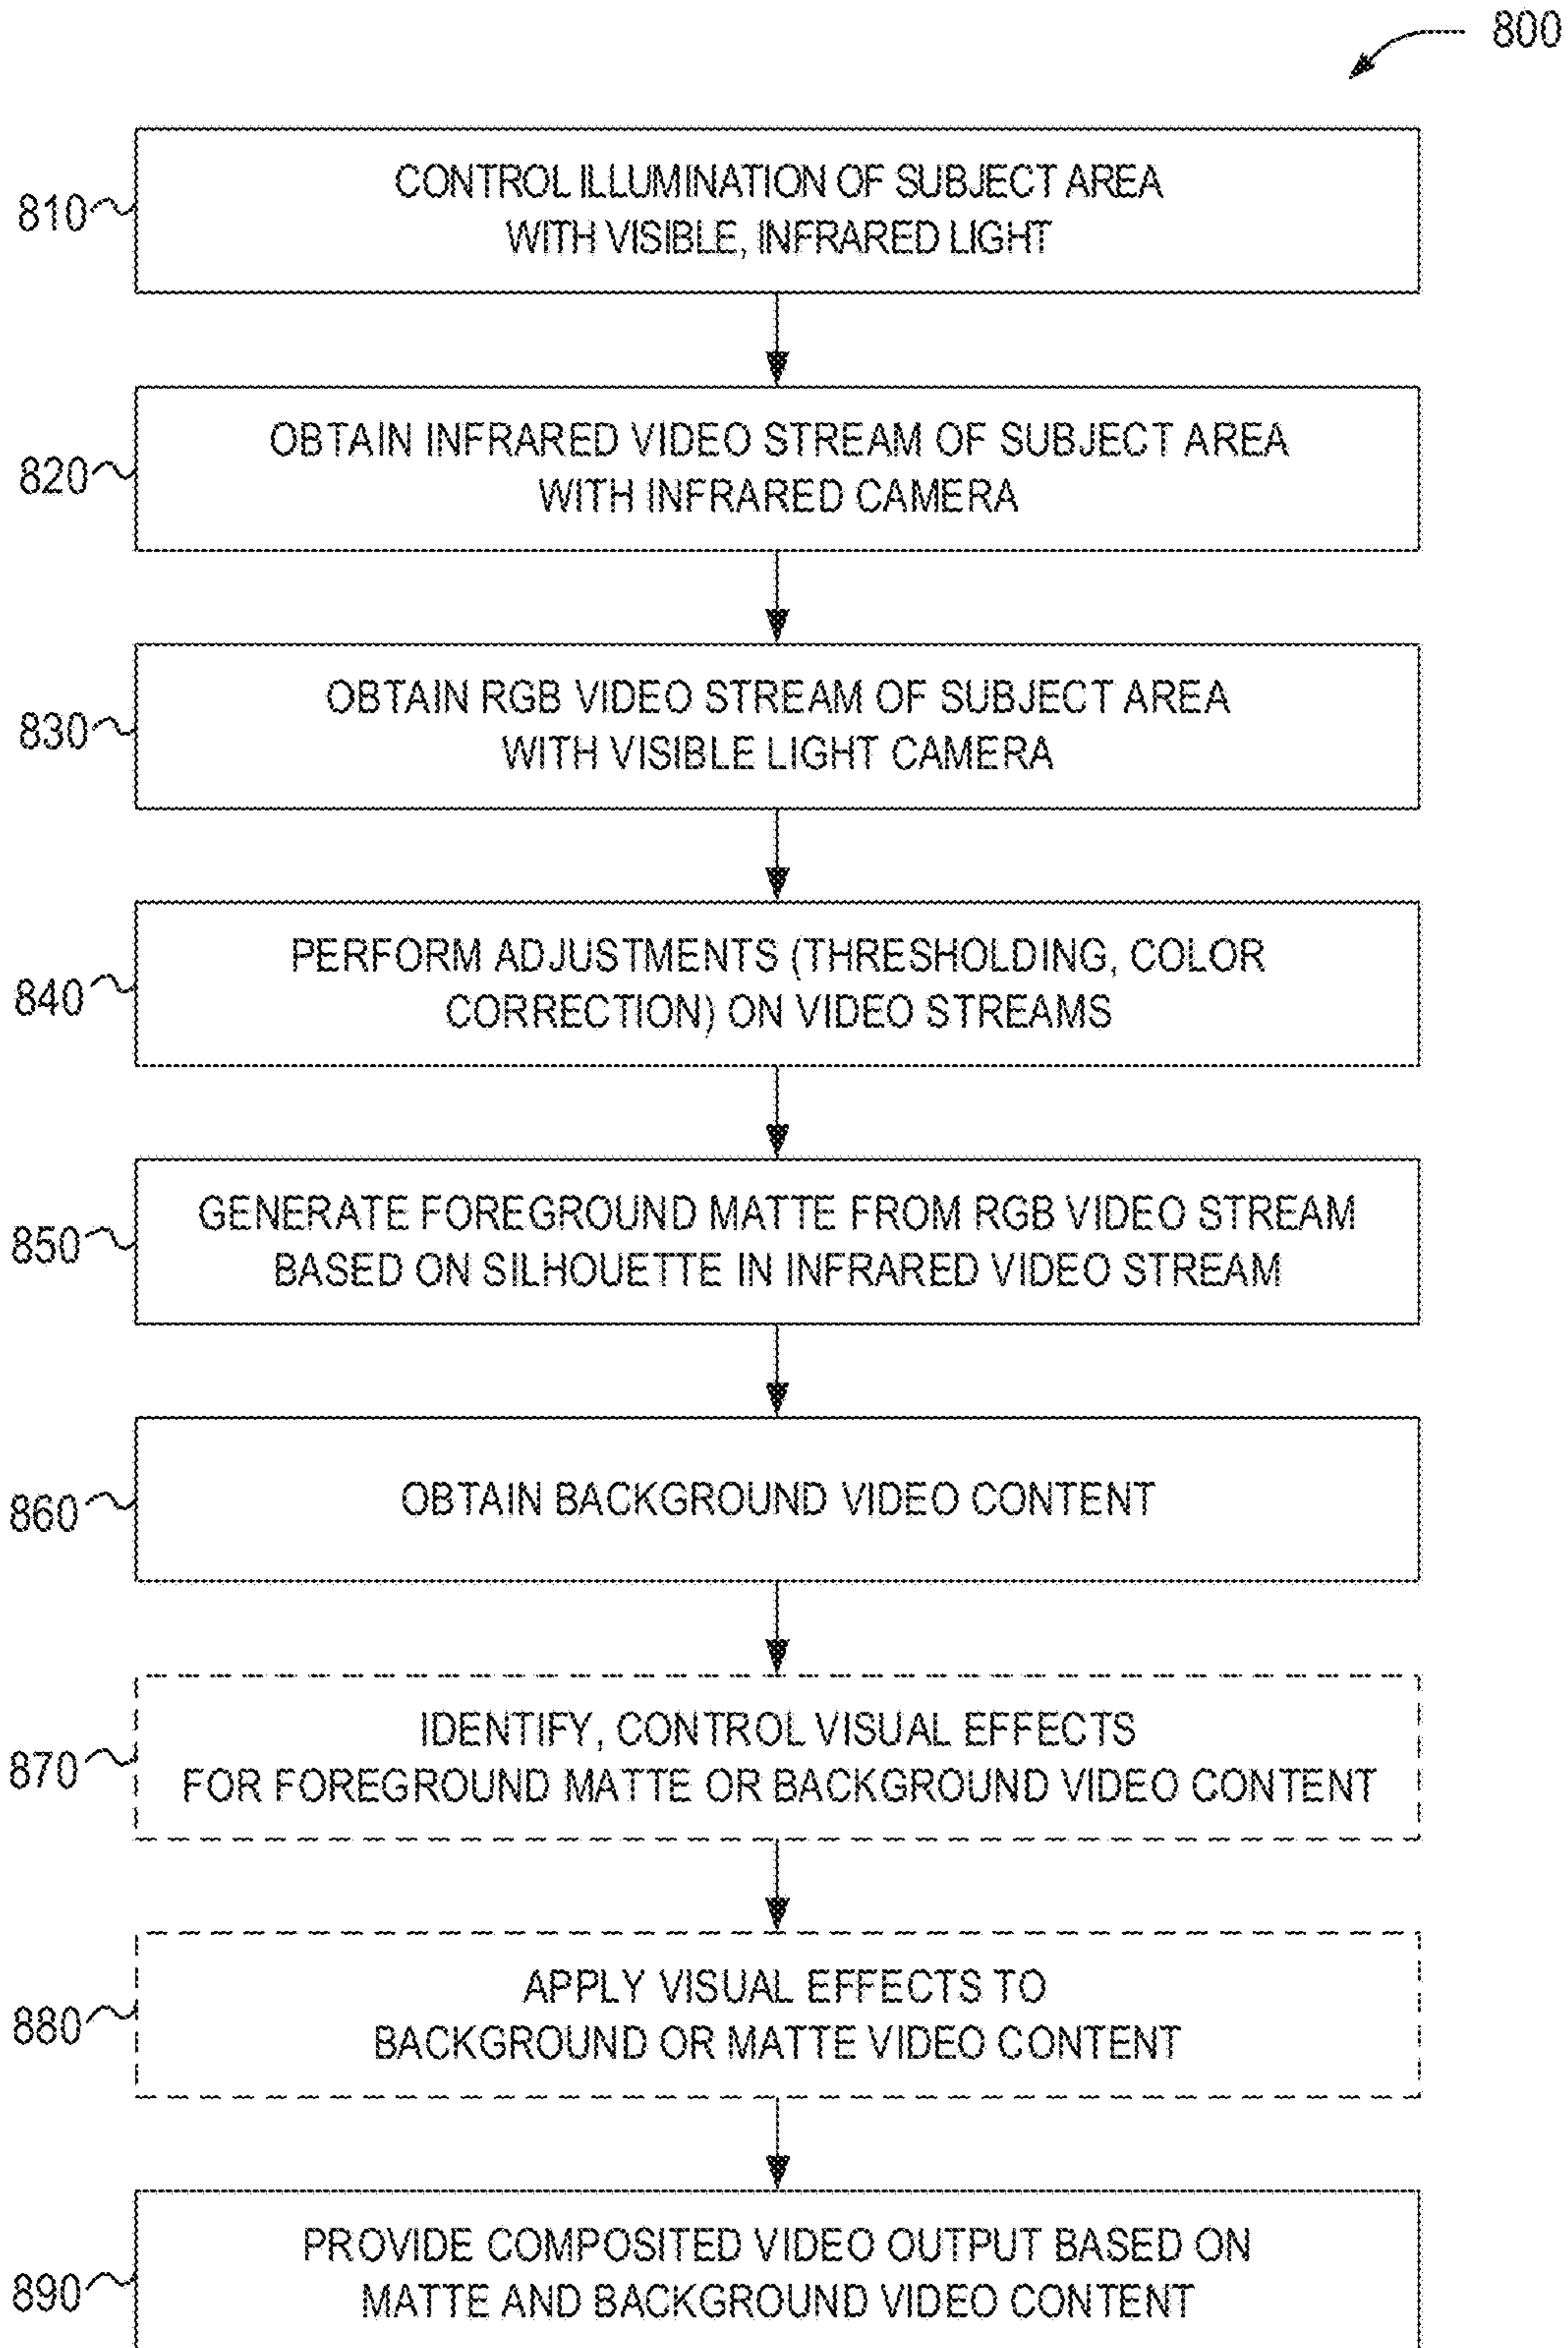 800
810
CONTROL ILLUMINATION OF SUBJECT AREA
WITH VISIBLE, INFRARED LIGHT
820
OBTAIN INFRARED VIDEO STREAM OF SUBJECT AREA
WITH INFRARED CAMERA
830
OBTAIN RGB VIDEO STREAM OF SUBJECT AREA
WITH VISIBLE LIGHT CAMERA
840
PERFORM ADJUSTMENTS (THRESHOLDING, COLOR
CORRECTION) ON VIDEO STREAMS
850
GENERATE FOREGROUND MATTE FROM RGB VIDEO STREAM
BASED ON SILHOUETTE IN INFRARED VIDEO STREAM
860
OBTAIN BACKGROUND VIDEO CONTENT
870
IDENTIFY, CONTROL VISUAL EFFECTS
FOR FOREGROUND MATTE OR BACKGROUND VIDEO CONTENT
880
APPLY VISUAL EFFECTS TO
BACKGROUND OR MATTE VIDEO CONTENT
890
PROVIDE COMPOSITED VIDEO OUTPUT BASED ON
MATTE AND BACKGROUND VIDEO CONTENT